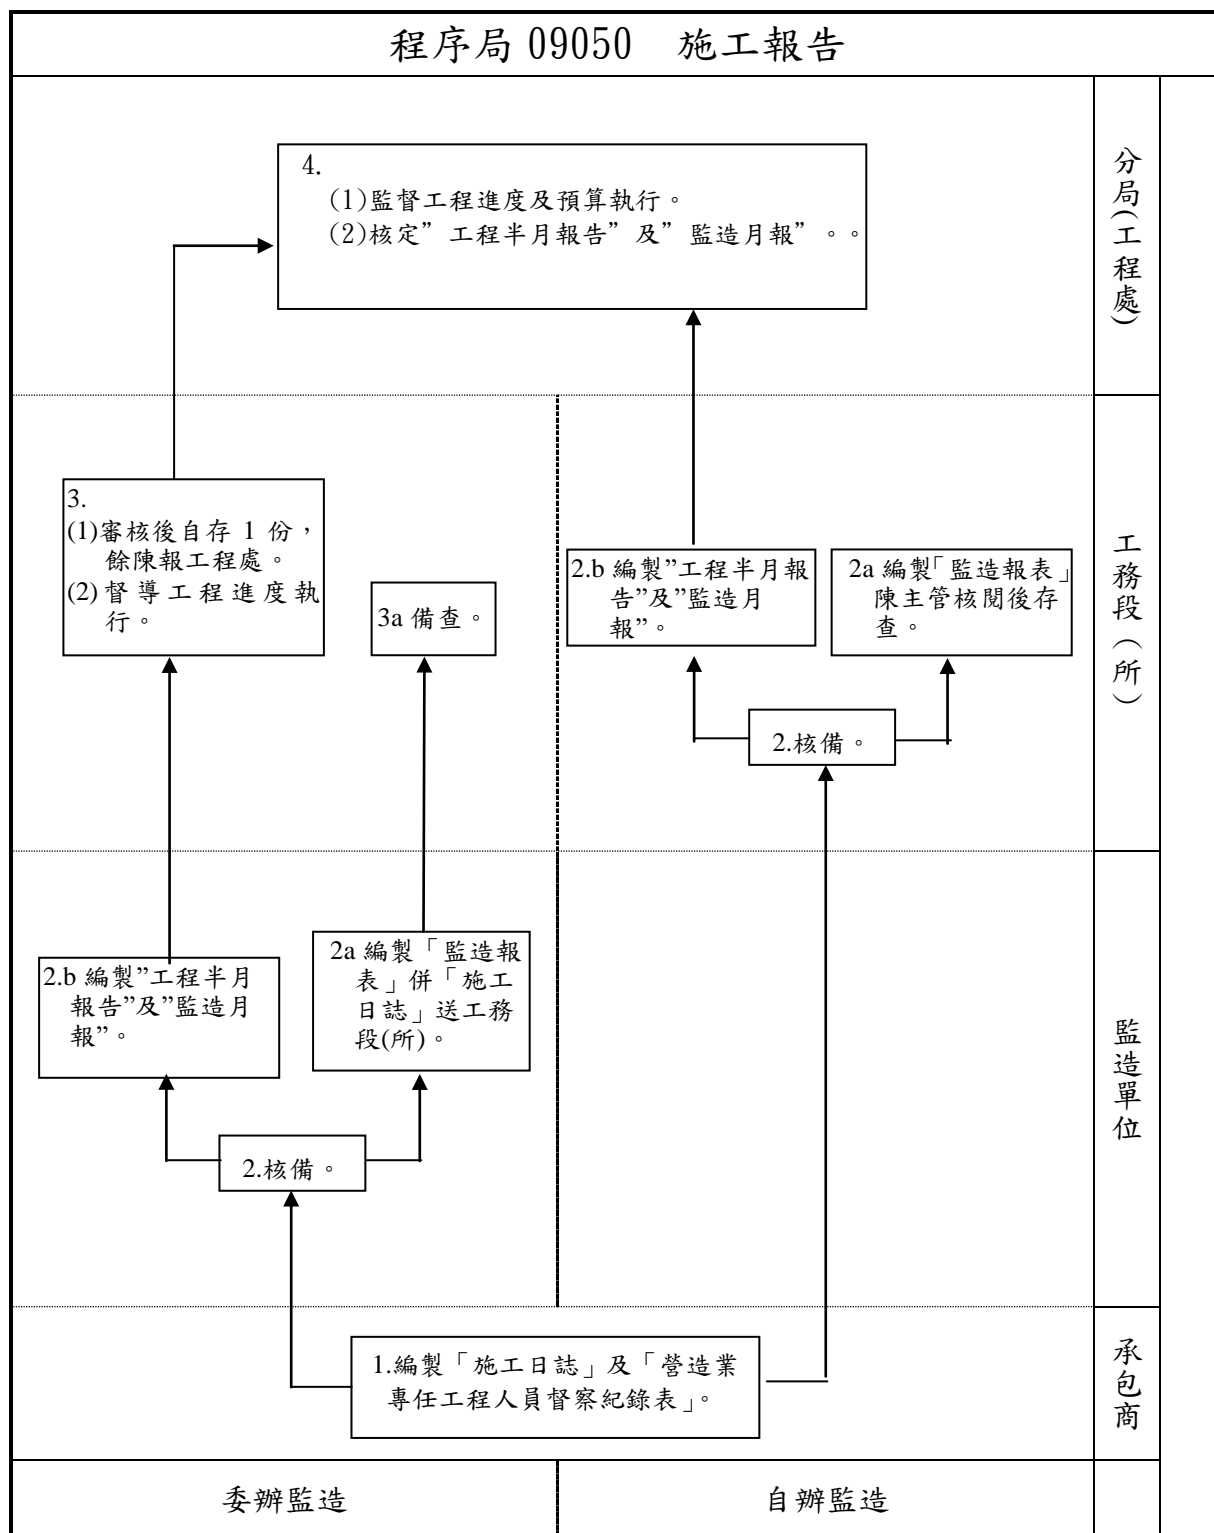 程序局 09050　施工報告
4.
(1)監督工程進度及預算執行。
(2)核定”工程半月報告”及”監造月報”。。
分局(工程處)
3.
(1)審核後自存 1 份，
餘陳報工程處。
(2)督導工程進度執
行。
3a 備查。
2.b 編製”工程半月報
告”及”監造月
報”。
2a 編製「監造報表」
陳主管核閱後存
查。
2.核備。
工務段（所）
2.b 編製”工程半月
報告”及”監造月
報”。
2a 編製「監造報
表」併「施工
日誌」送工務
段(所)。
2.核備。
監造單位
1.編製「施工日誌」及「營造業
專任工程人員督察紀錄表」。
承包商
委辦監造
自辦監造